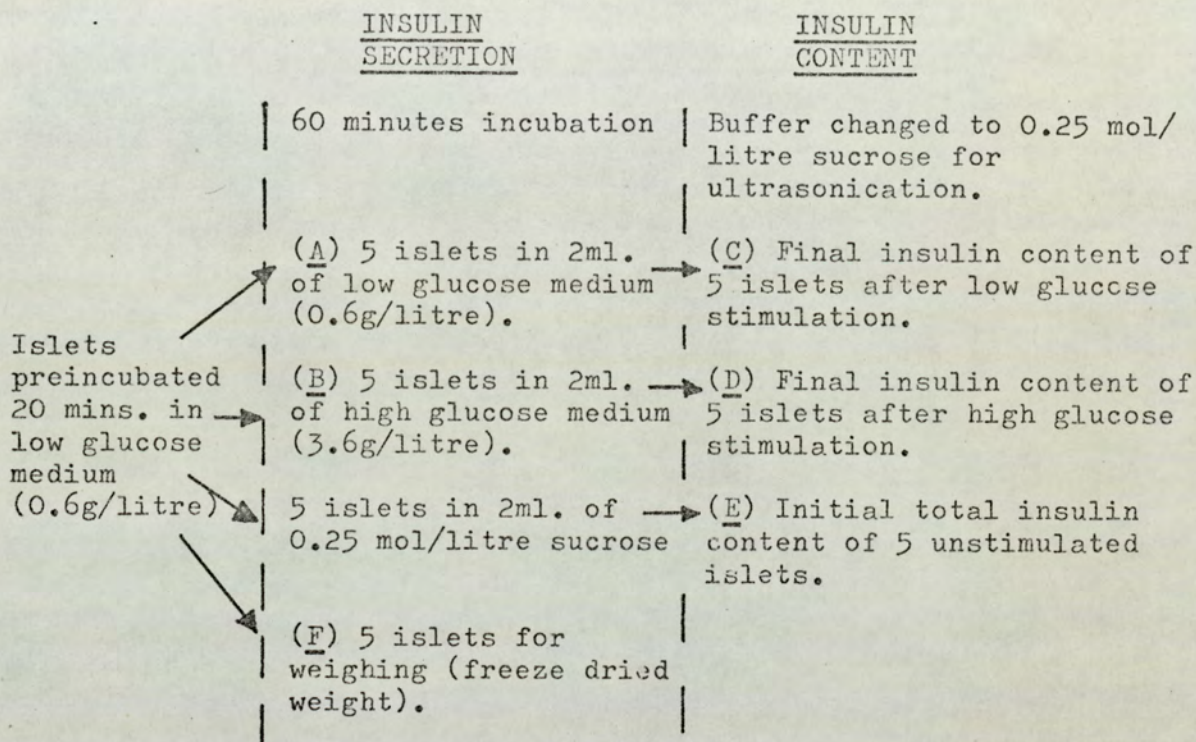 INSULIN
SECRETION
INSULIN
CONTENT
60 minutes incubation
Buffer changed to 0.25 mol/
litre sucrose for
ultrasonication.
Islets
preincubated
20 mins. in
low glucose
medium
(0.6g/litre)
(A) 5 islets in 2ml.
of low glucose medium
(0.6g/litre).
(C) Final insulin content of
5 islets after low gluccse
stimulation.
(B) 5 islets in 2ml.
of high glucose medium
(3.6g/litre).
(D) Final insulin content of
5 islets after high glucose
stimulation.
5 islets in 2ml. of
0.25 mol/litre sucrose
(E) Initial total insulin
content of 5 unstimulated
islets.
(F) 5 islets for
weighing (freeze dried
weight).